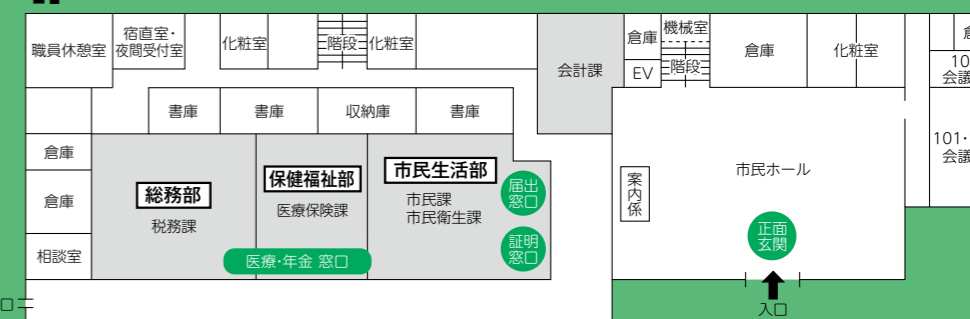 職員休憩室
宿直室・
夜間受付室
化粧室
階段
化粧室
会計課
倉庫
機械室
EV
階段
倉庫
化粧室
会議
書庫
書庫
収納庫
書庫
倉庫
倉庫
相談室
総務部
税務課
保健福祉部
医療保険課
市民生活部
市民課
市民衛生課
届出
窓口
証明
窓口
医療・年金 窓口
案内係
市民ホール
正面
玄関
入口
101・
会議
口